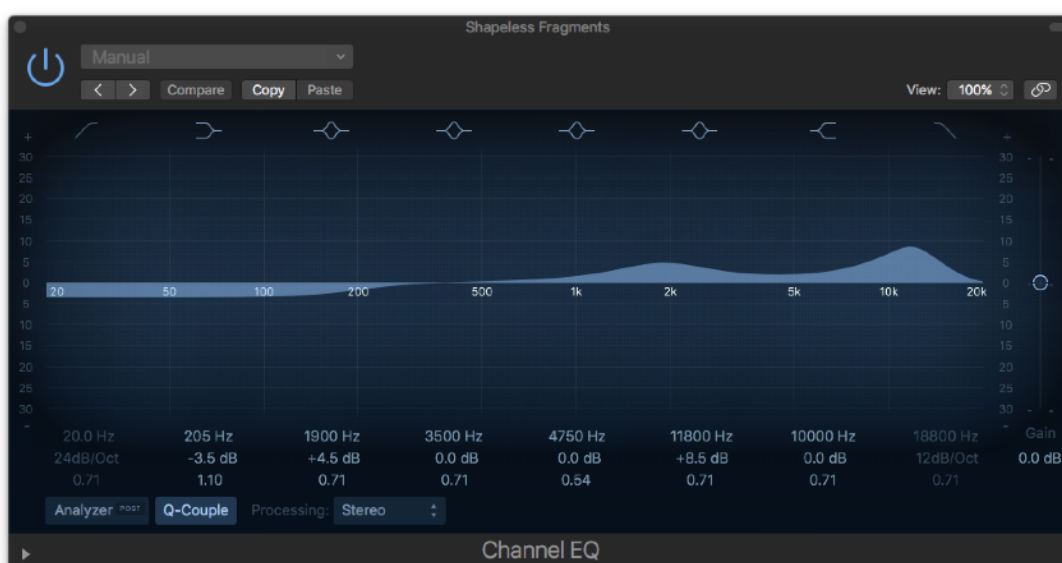 Shapeless Fragments
Manual
Compare Copy Paste View: 100%
+ +
30 30
25 25
20 20
15 15
10 10
5 5
0 0
20 50 100 200 500 1k 2k 5k 10k 20k
5 5
10 10
15 15
20 20
25 25
30 30
- -
20.0 Hz 205 Hz 1900 Hz 3500 Hz 4750 Hz 11800 Hz 10000 Hz 18800 Hz Gain
24dB/Oct -3.5 dB +4.5 dB 0.0 dB 0.0 dB +8.5 dB 0.0 dB 12dB/Oct 0.0 dB
0.71 1.10 0.71 0.71 0.54 0.71 0.71 0.71
Analyzer POST Q-Couple Processing: Stereo
Channel EQ